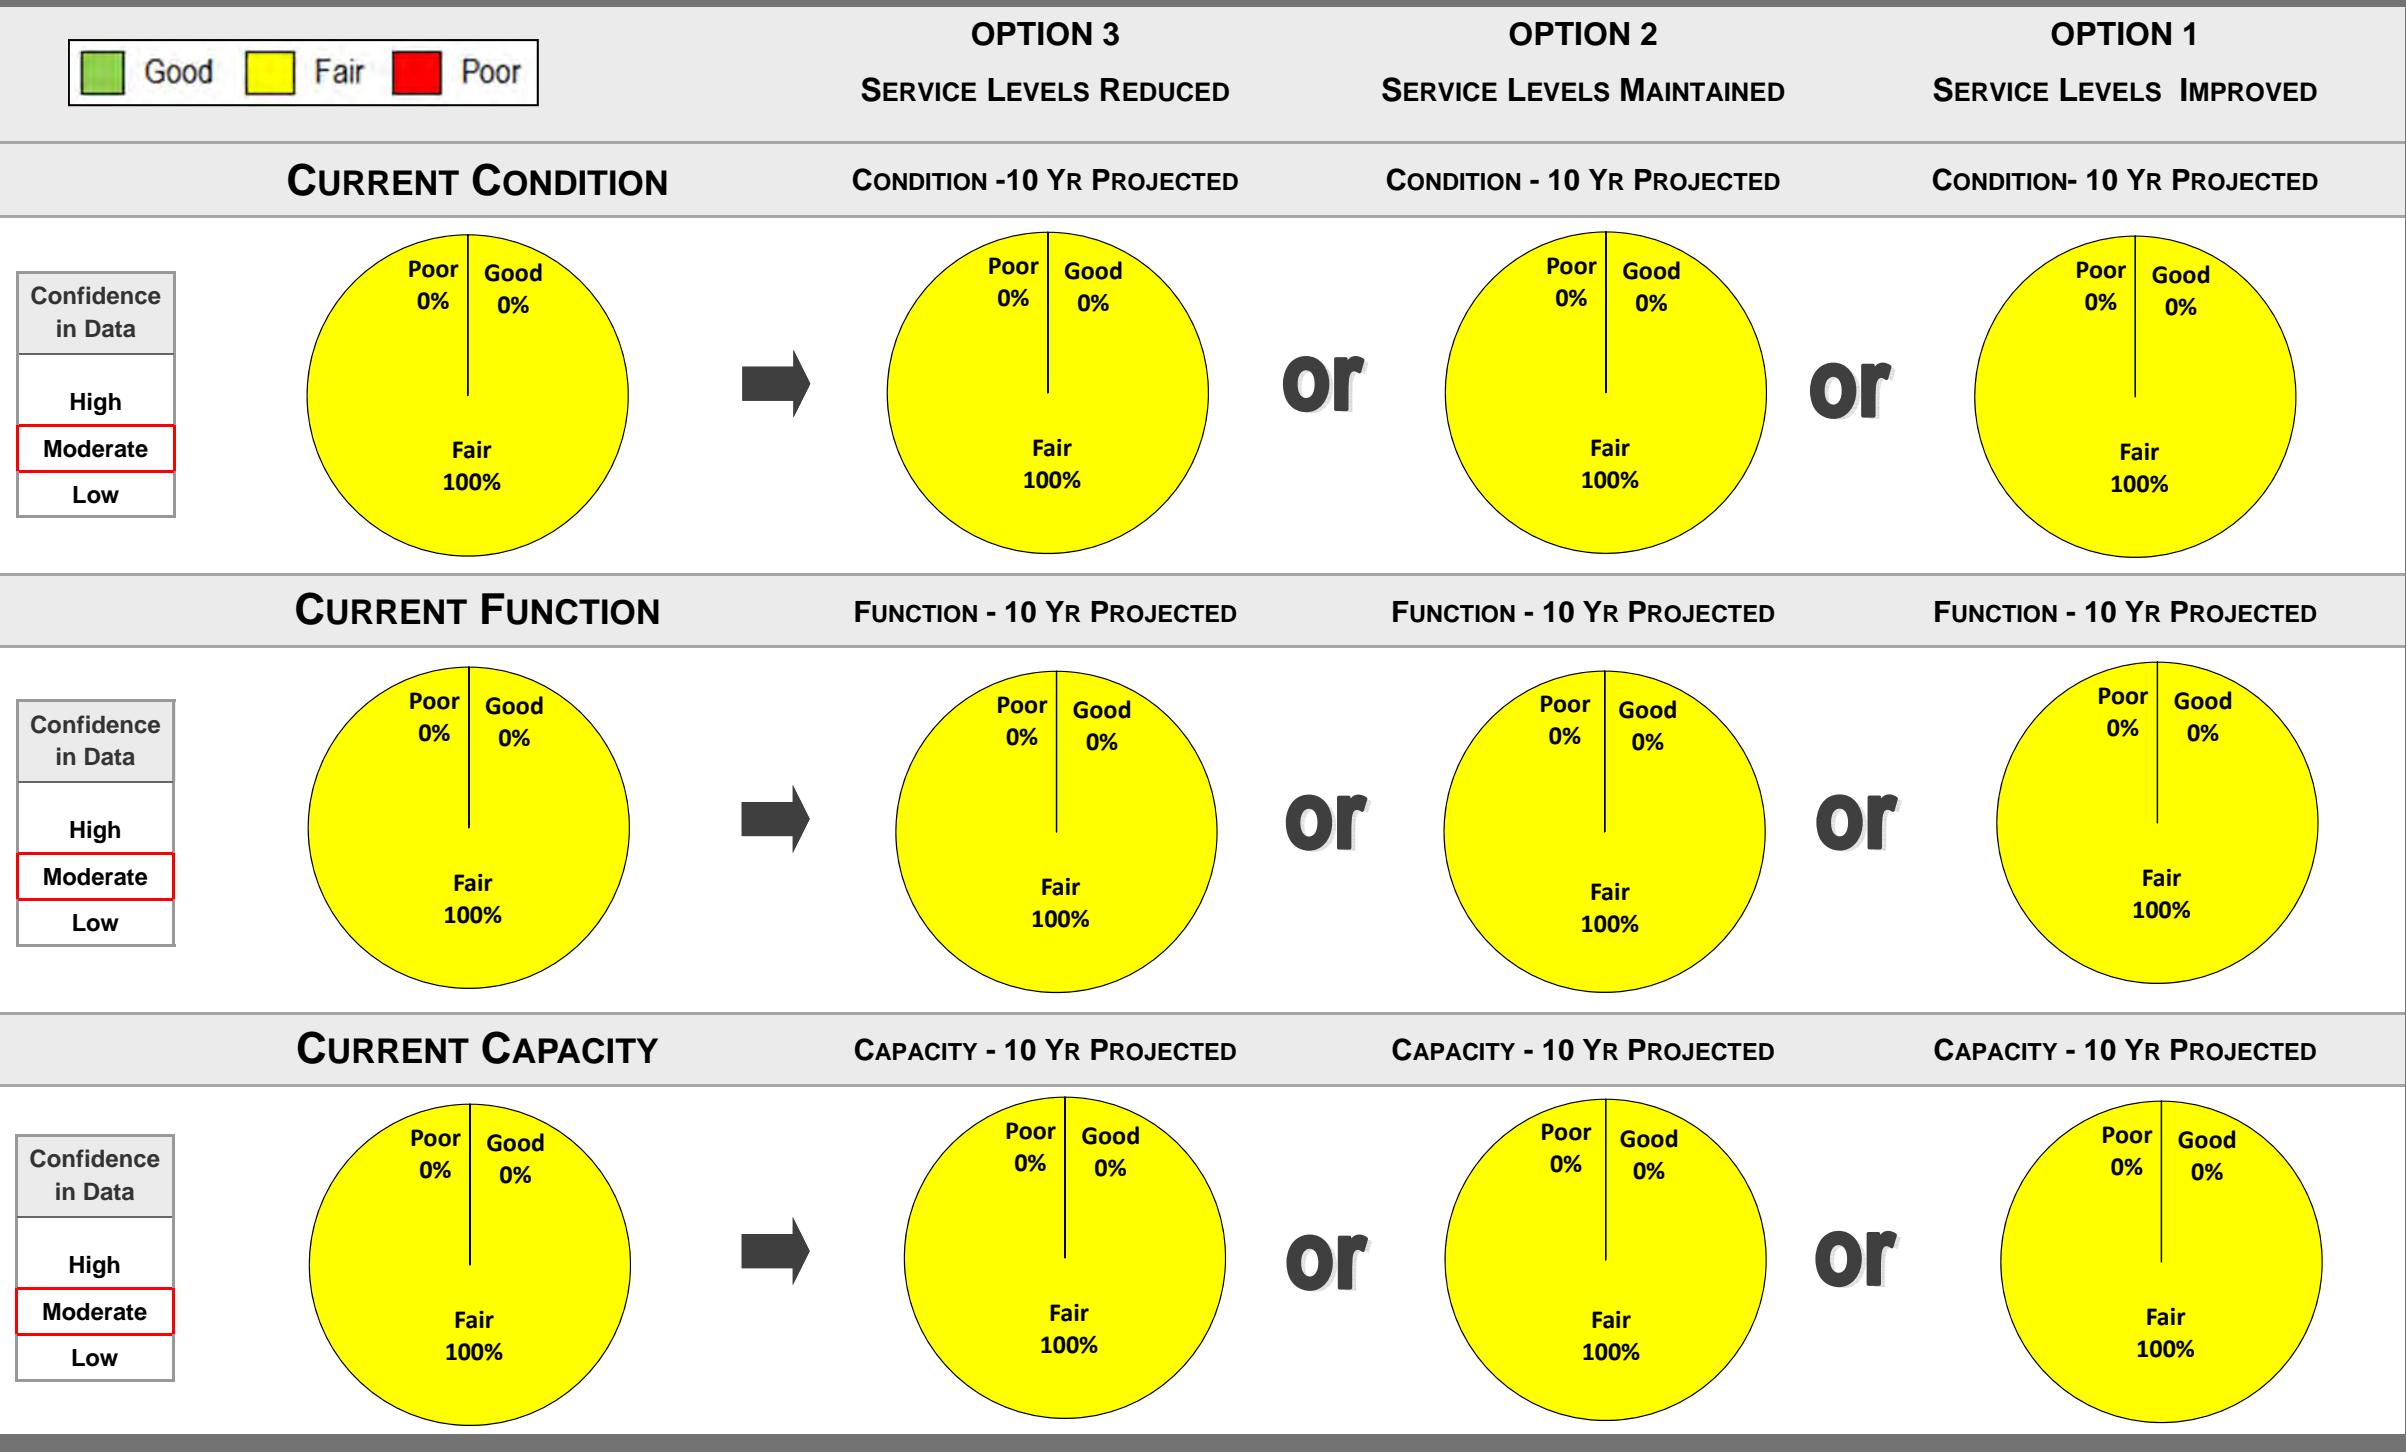 Good Fair Poor
OPTION 3
SERVICE LEVELS REDUCED
OPTION 2
SERVICE LEVELS MAINTAINED
OPTION 1
SERVICE LEVELS IMPROVED
CURRENT CONDITION
CONDITION -10 YR PROJECTED
CONDITION - 10 YR PROJECTED
CONDITION- 10 YR PROJECTED
Confidence
in Data
High
Moderate
Low
Poor
0%
Good
0%
Fair
100%
Poor
0%
Good
0%
Fair
100%
or
Poor
0%
Good
0%
Fair
100%
or
Poor
0%
Good
0%
Fair
100%
CURRENT FUNCTION
FUNCTION - 10 YR PROJECTED
FUNCTION - 10 YR PROJECTED
FUNCTION - 10 YR PROJECTED
Confidence
in Data
High
Moderate
Low
Poor
0%
Good
0%
Fair
100%
Poor
0%
Good
0%
Fair
100%
or
Poor
0%
Good
0%
Fair
100%
or
Poor
0%
Good
0%
Fair
100%
CURRENT CAPACITY
CAPACITY - 10 YR PROJECTED
CAPACITY - 10 YR PROJECTED
CAPACITY - 10 YR PROJECTED
Confidence
in Data
High
Moderate
Low
Poor
0%
Good
0%
Fair
100%
Poor
0%
Good
0%
Fair
100%
or
Poor
0%
Good
0%
Fair
100%
or
Poor
0%
Good
0%
Fair
100%